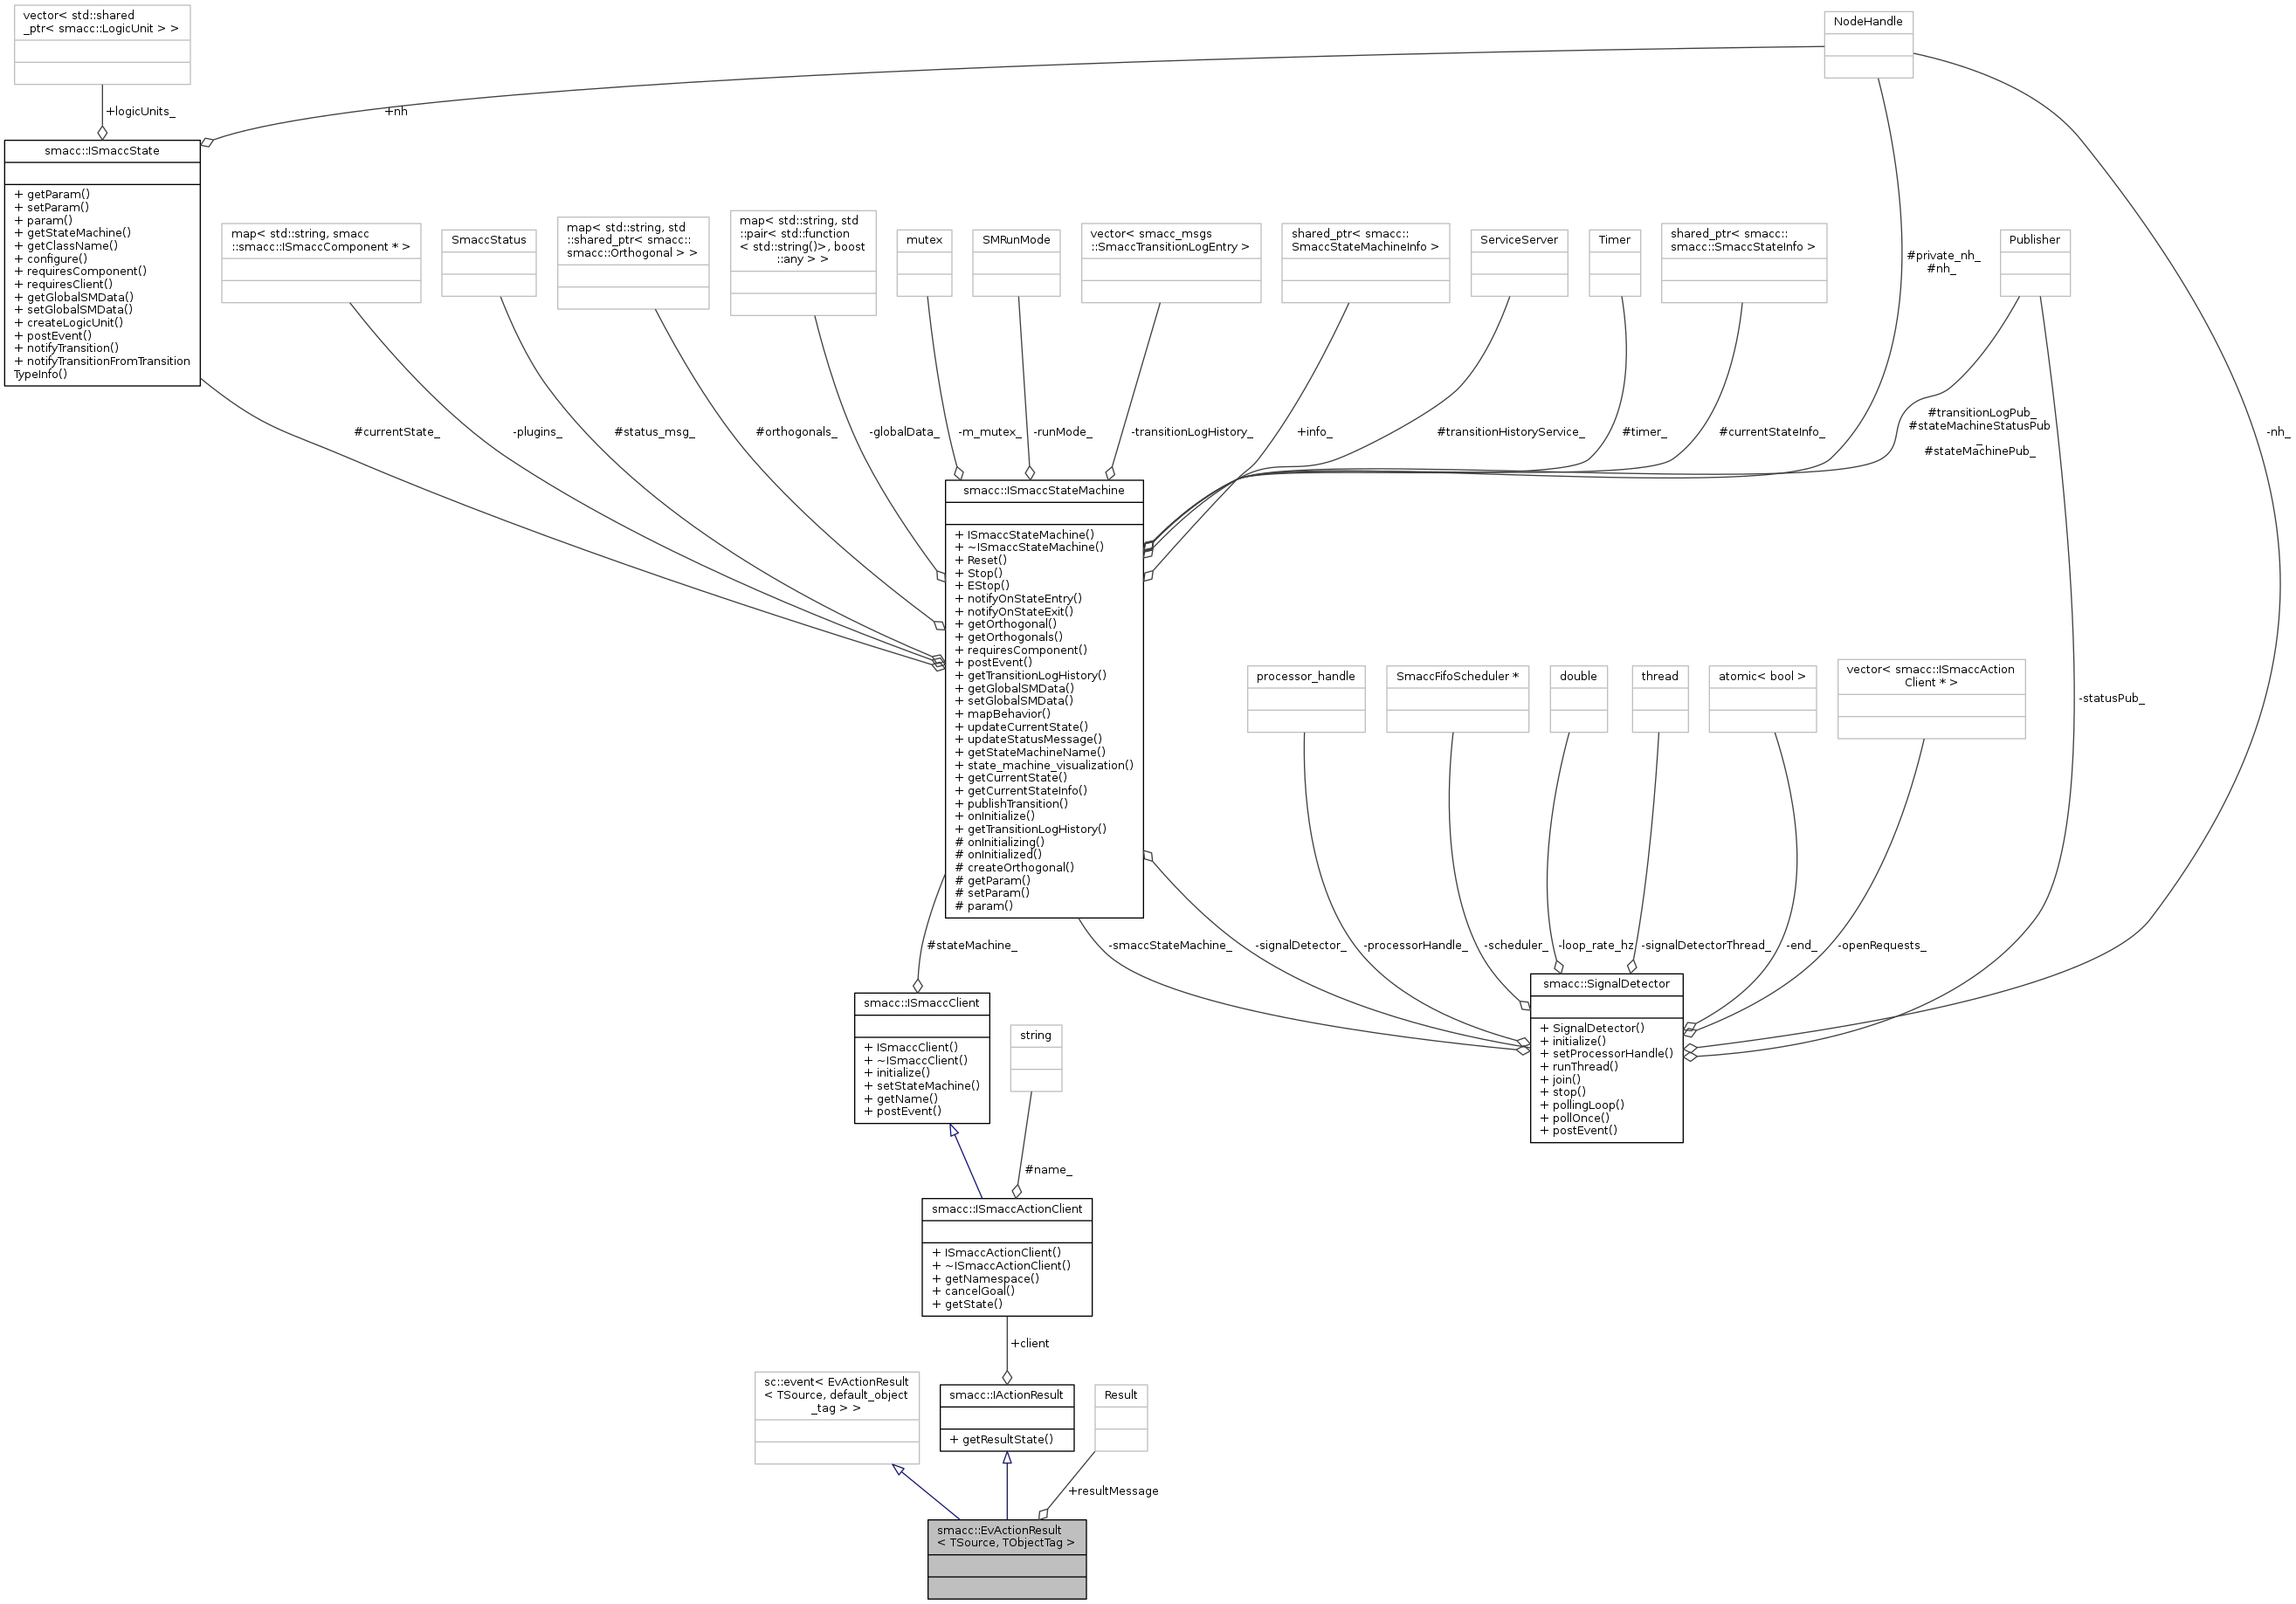 vector< std::shared
_ptr< smacc::LogicUnit > >
NodeHandle
+logicUnits_
+nh
smacc::ISmaccState
+ getParam()
+ setParam()
+ param()
+ getStateMachine()
+ getClassName()
+ configure()
+ requiresComponent()
+ requiresClient()
+ getGlobalSMData()
+ setGlobalSMData()
+ createLogicUnit()
+ postEvent()
+ notifyTransition()
+ notifyTransitionFromTransition
TypeInfo()
map< std::string, smacc
::smacc::ISmaccComponent * >
SmaccStatus
map< std::string, std
::shared_ptr< smacc::
smacc::Orthogonal > >
map< std::string, std
::pair< std::function
< std::string()>, boost
::any > >
mutex
SMRunMode
vector< smacc_msgs
::SmaccTransitionLogEntry >
shared_ptr< smacc::
SmaccStateMachineInfo >
ServiceServer
Timer
shared_ptr< smacc::
smacc::SmaccStateInfo >
#private_nh_
#nh_
Publisher
#currentState_
-plugins_
#status_msg_
#orthogonals_
-globalData_
-m_mutex_
-runMode_
-transitionLogHistory_
+info_
#transitionHistoryService_
#timer_
#currentStateInfo_
#transitionLogPub_
#stateMachineStatusPub
_
#stateMachinePub_
-nh_
smacc::ISmaccStateMachine
+ ISmaccStateMachine()
+ ~ISmaccStateMachine()
+ Reset()
+ Stop()
+ EStop()
+ notifyOnStateEntry()
+ notifyOnStateExit()
+ getOrthogonal()
+ getOrthogonals()
+ requiresComponent()
+ postEvent()
+ getTransitionLogHistory()
+ getGlobalSMData()
+ setGlobalSMData()
+ mapBehavior()
+ updateCurrentState()
+ updateStatusMessage()
+ getStateMachineName()
+ state_machine_visualization()
+ getCurrentState()
+ getCurrentStateInfo()
+ publishTransition()
+ onInitialize()
+ getTransitionLogHistory()
# onInitializing()
# onInitialized()
# createOrthogonal()
# getParam()
# setParam()
# param()
processor_handle
SmaccFifoScheduler *
double
thread
atomic< bool >
vector< smacc::ISmaccAction
Client * >
-statusPub_
#stateMachine_
-smaccStateMachine_
-signalDetector_
-processorHandle_
-scheduler_
-loop_rate_hz
-signalDetectorThread_
-end_
-openRequests_
smacc::SignalDetector
+ SignalDetector()
+ initialize()
+ setProcessorHandle()
+ runThread()
+ join()
+ stop()
+ pollingLoop()
+ pollOnce()
+ postEvent()
smacc::ISmaccClient
+ ISmaccClient()
+ ~ISmaccClient()
+ initialize()
+ setStateMachine()
+ getName()
+ postEvent()
string
#name_
smacc::ISmaccActionClient
+ ISmaccActionClient()
+ ~ISmaccActionClient()
+ getNamespace()
+ cancelGoal()
+ getState()
+client
sc::event< EvActionResult
< TSource, default_object
_tag > >
smacc::IActionResult
+ getResultState()
Result
+resultMessage
smacc::EvActionResult
< TSource, TObjectTag >